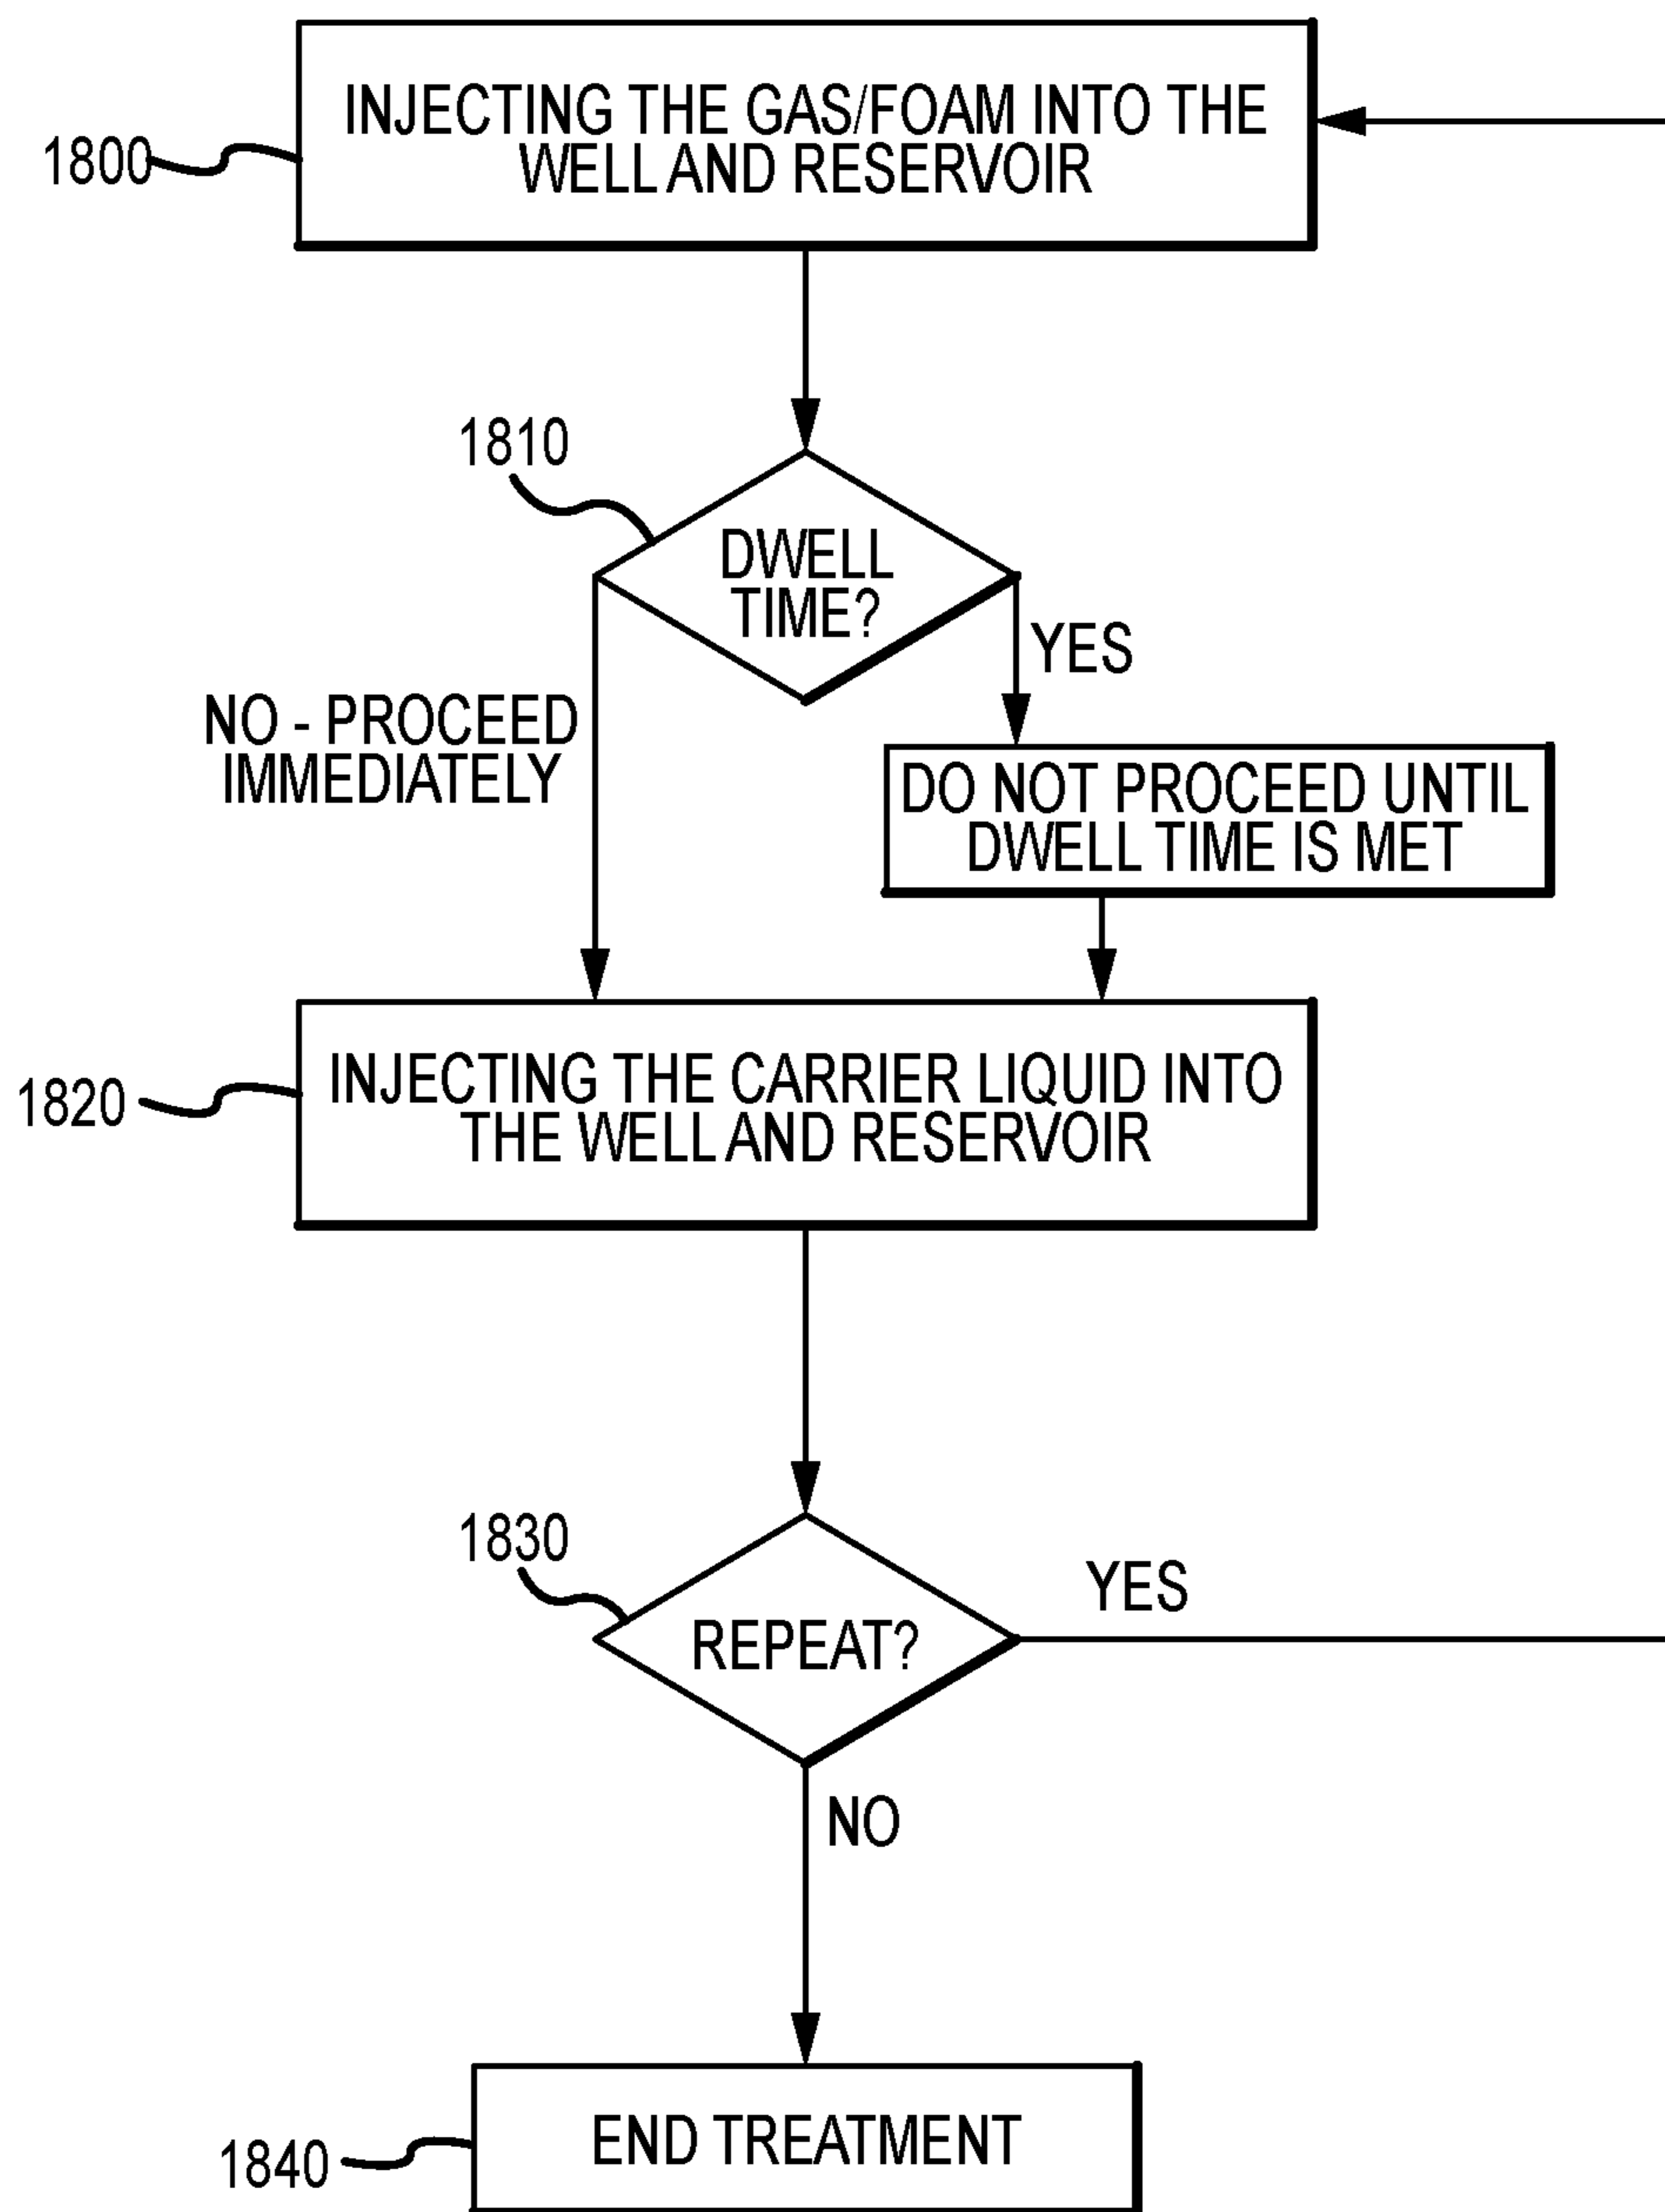 INJECTING THE GAS/FOAM INTO THE
WELL AND RESERVOIR
1800
1810
DWELL
TIME?
YES
NO - PROCEED
IMMEDIATELY
DO NOT PROCEED UNTIL
DWELL TIME IS MET
INJECTING THE CARRIER LIQUID INTO
THE WELL AND RESERVOIR
1820
1830
REPEAT?
YES
NO
END TREATMENT
1840